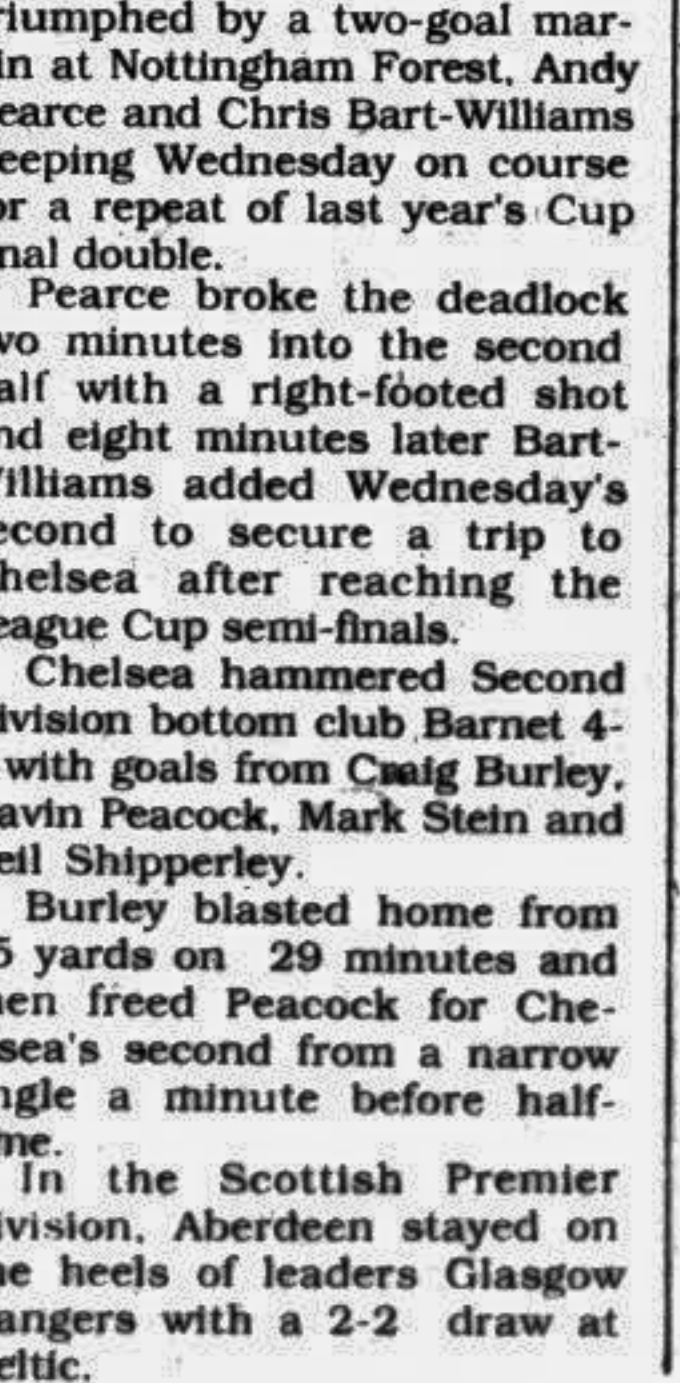 riumphed by a two-goal mar-
in at Nottingham Forest, Andy
earce and Chris Bart-Williams
eeping Wednesday on course
or a repeat of last year's Cup
nal double.
Pearce broke the deadlock
wo minutes into the second
alf with a right-footed shot
nd eight minutes later Bart-
illiams added Wednesday's
econd to secure a trip to
helsea after reaching the
eague Cup semi-finals.
Chelsea hammered Second
ivision bottom club Barnet 4-
with goals from Craig Burley,
avin Peacock, Mark Stein and
eil Shipperley.
Burley blasted home from
5 yards on 29 minutes and
hen freed Peacock for Che-
sea's second from a narrow
ngle a minute before half-
me.
In the Scottish Premier
ivision, Aberdeen stayed on
he heels of leaders Glasgow
angers with a 2-2 draw at
eltic.